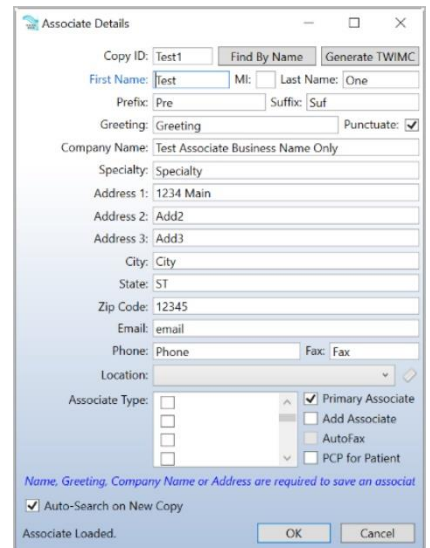 Associate Details
Copy ID: Test1 Find By Name Generate TWIMC
First Name: Test MI: Last Name: One
Prefix: Pre Suffix: Suf
Greeting: Greeting Punctuate:
Company Name: Test Associate Business Name Only
Specialty: Specialty
Address 1: 1234 Main
Address 2: Add2
Address 3: Add3
City: City
State: ST
Zip Code: 12345
Email: email
Phone: Phone Fax: Fax
Location:
Associate Type: Primary Associate
Add Associate
AutoFax
PCP for Patient
Name, Greeting, Company Name or Address are required to save an associat
Auto-Search on New Copy
Associate Loaded. OK Cancel